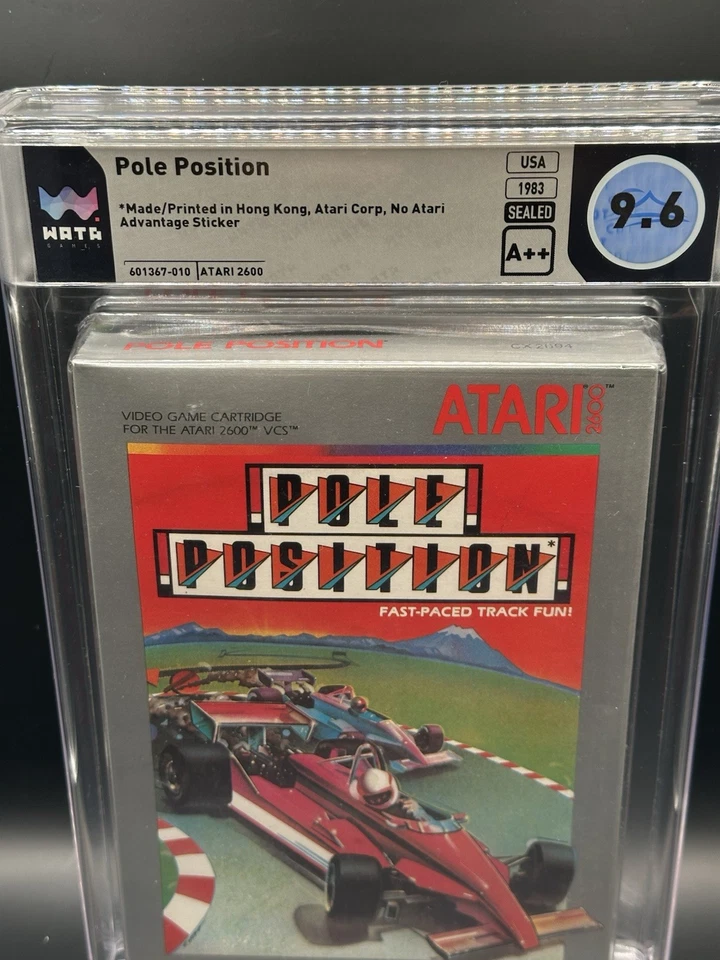 Pole Position
*Made/Printed in Hong Kong, Atari Corp, No Atari
Advantage Sticker
601367-010 ATARI 2600
WATA
GAMES
USA
1983
SEALED
A++
9.6
POLE POSITION
VIDEO GAME CARTRIDGE
FOR THE ATARI 2600™ VCS™
ATARI® 2600™
POLE
POSITION*
FAST-PACED TRACK FUN!